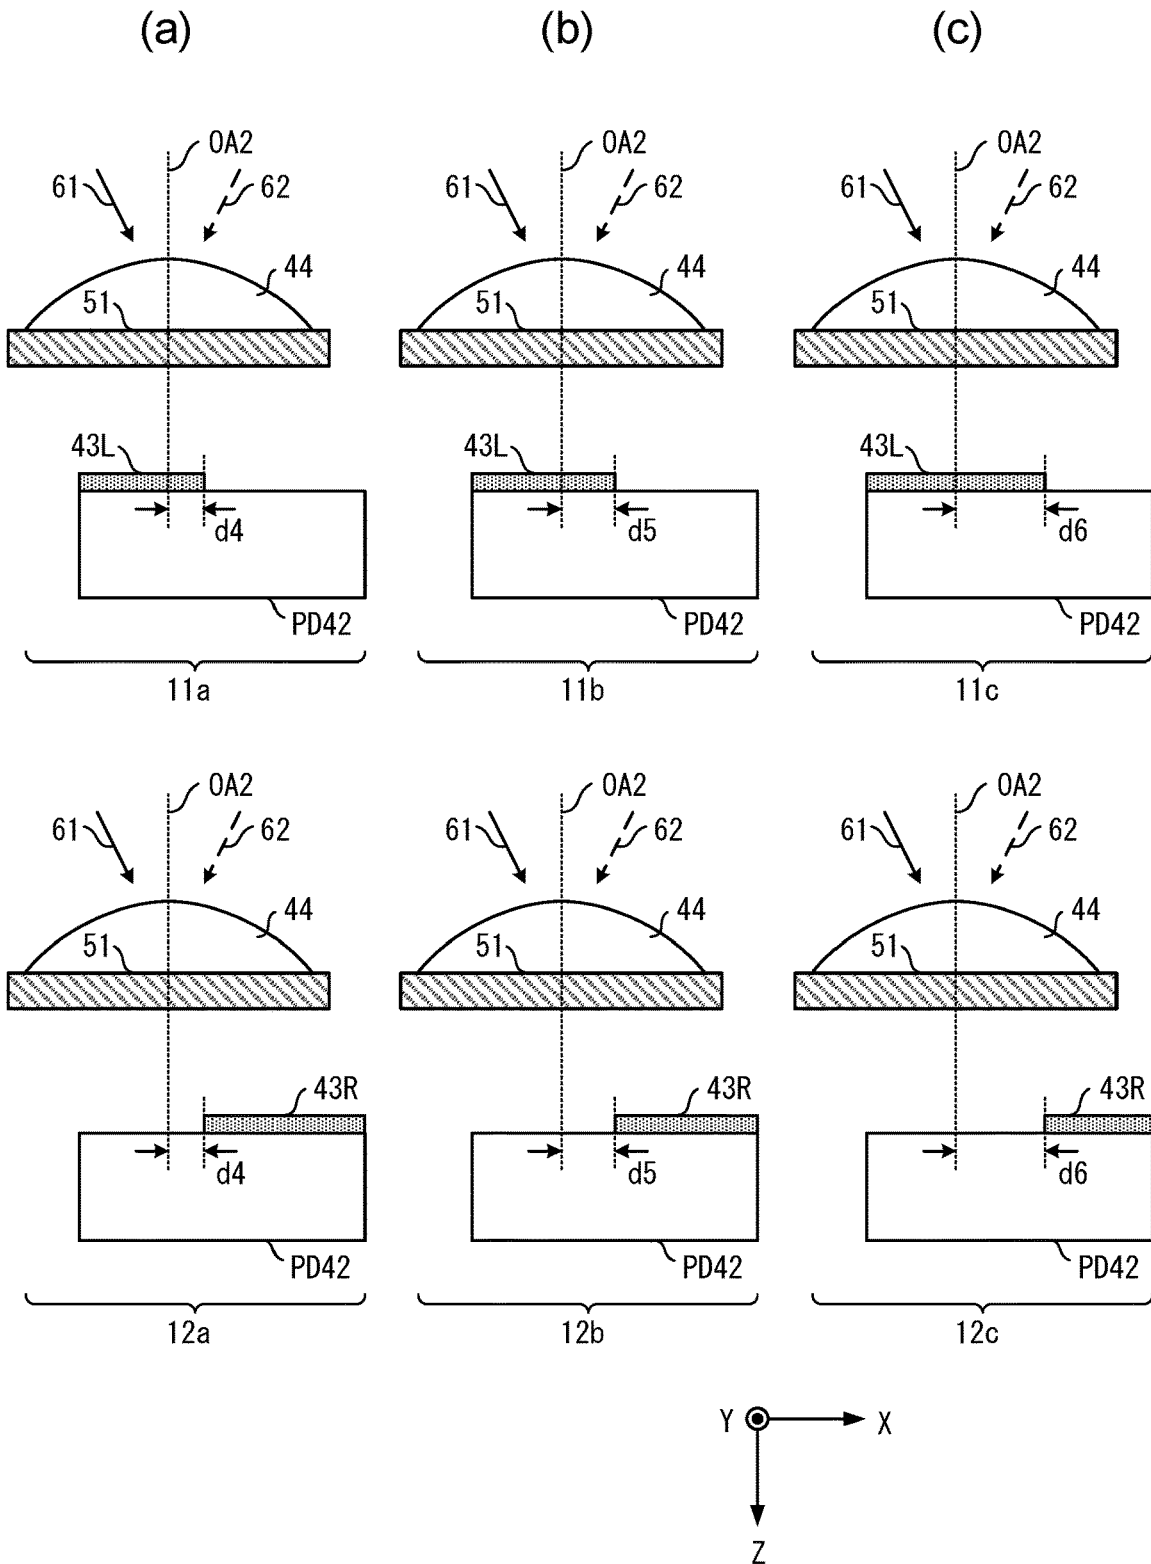 (a) (b) (c)
OA2 OA2 OA2
61 62 61 62 61 62
44 44 44
51 51 51
43L 43L 43L
d4 d5 d6
PD42 PD42 PD42
11a 11b 11c
OA2 OA2 OA2
61 62 61 62 61 62
44 44 44
51 51 51
43R 43R 43R
d4 d5 d6
PD42 PD42 PD42
12a 12b 12c
Y X
Z